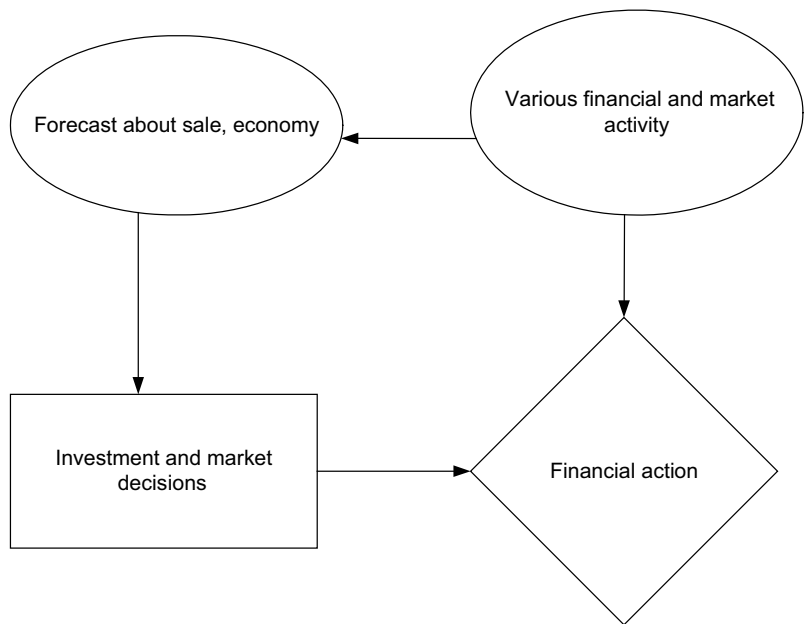 Forecast about sale, economy
Various financial and market
activity
Investment and market
decisions
Financial action